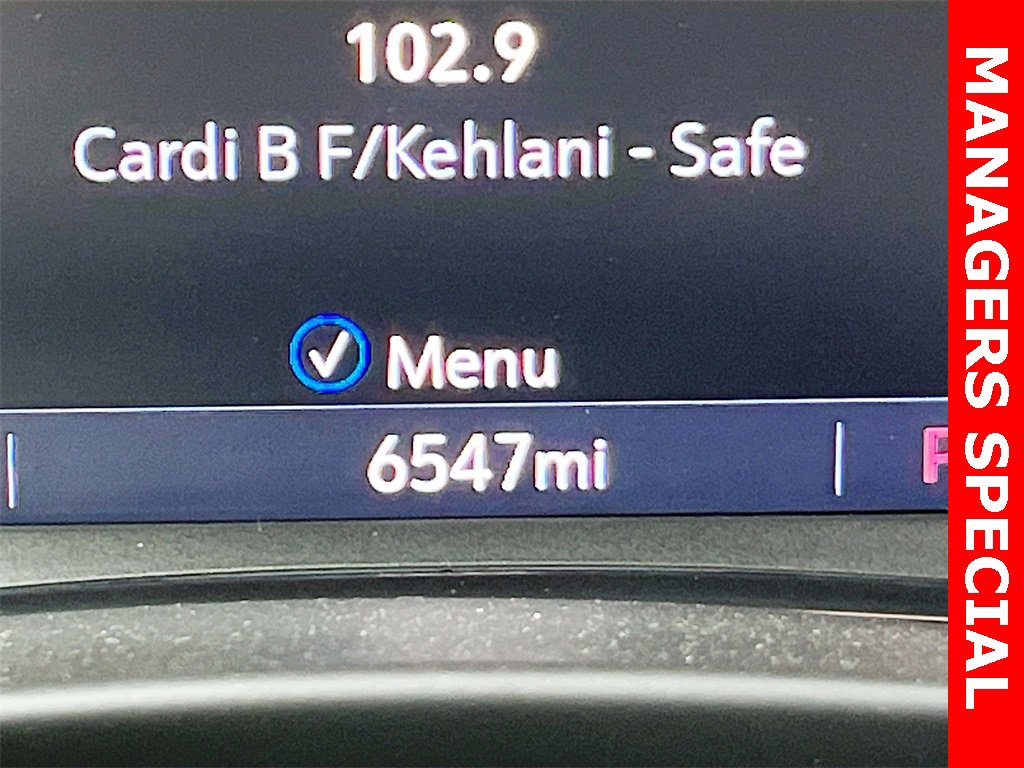 102.9
Cardi B F/Kehlani - Safe
Menu
6547mi
MANAGERS SPECIAL